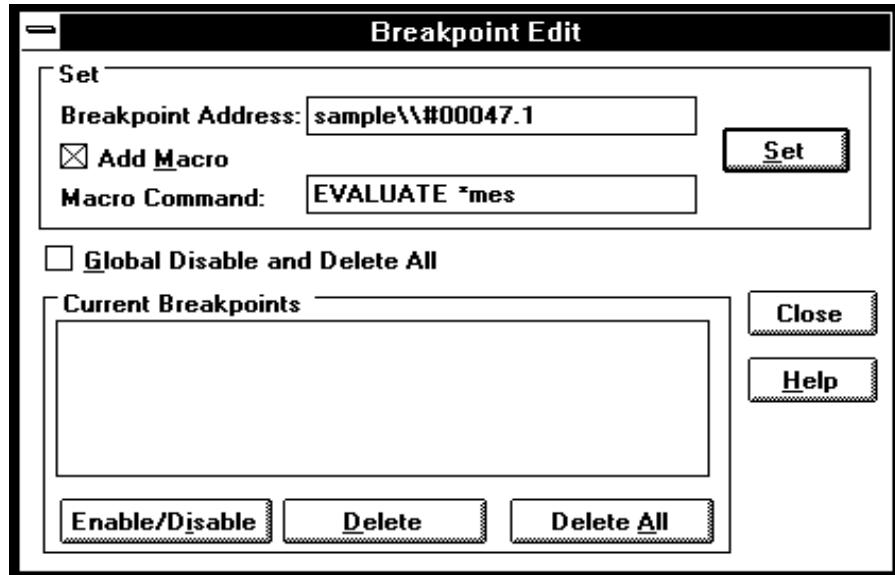 Breakpoint Edit
Set
Breakpoint Address: sample\\#00047.1
Add Macro
Set
Macro Command: EVALUATE *mes
Global Disable and Delete All
Current Breakpoints
Close
Help
Enable/Disable Delete Delete All